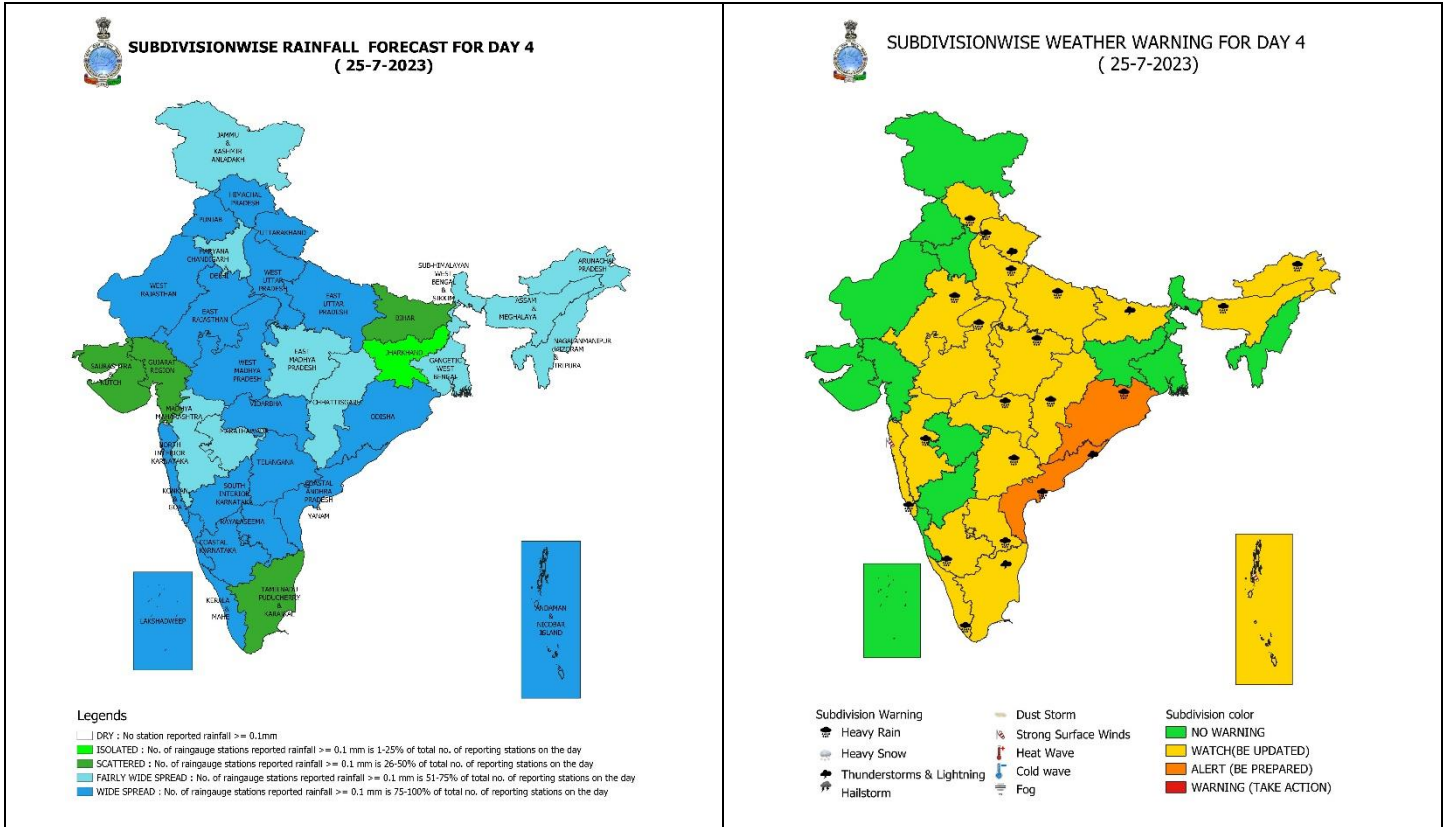 SUBDIVISIONWISE RAINFALL FORECAST FOR DAY 4
( 25-7-2023)
JAMMU
&
KASHMIR
ANLADAKH
HIMACHAL
PRADESH
PUNJAB
UTTARAKHAND
HARYANA
CHANDIGARH
&
DELHI
WEST
UTTAR
PRADESH
WEST
RAJASTHAN
EAST
RAJASTHAN
EAST
UTTAR
PRADESH
SUB-HIMALAYAN
WEST
BENGAL
&
SIKKIM
ARUNACHAL
PRADESH
ASSAM
&
MEGHALAYA
NAGALANMANIPUR
MIZORAM
&
TRIPURA
BIHAR
JHARKHAND
GANGETIC
WEST
BENGAL
SAURASHTRA
&
KUTCH
GUJARAT
REGION
WEST
MADHYA
PRADESH
EAST
MADHYA
PRADESH
CHHATTISGARH
ODISHA
VIDARBHA
MADHYA
MAHARASHTRA
MARATHAWADA
NORTH
INTERIOR
KARNATAKA
TELANGANA
KONKAN
&
GOA
SOUTH
INTERIOR
KARNATAKA
COASTAL
ANDHRA
PRADESH
&
YANAM
RAYALASEEMA
COASTAL
KARNATAKA
TAMILNADU
PUDUCHERRY
&
KARAIKAL
KERALA
&
MAHE
LAKSHADWEEP
ANDAMAN
&
NICOBAR
ISLAND
Legends
DRY : No station reported rainfall >= 0.1mm
ISOLATED : No. of raingauge stations reported rainfall >= 0.1 mm is 1-25% of total no. of reporting stations on the day
SCATTERED : No. of raingauge stations reported rainfall >= 0.1 mm is 26-50% of total no. of reporting stations on the day
FAIRLY WIDE SPREAD : No. of raingauge stations reported rainfall >= 0.1 mm is 51-75% of total no. of reporting stations on the day
WIDE SPREAD : No. of raingauge stations reported rainfall >= 0.1 mm is 75-100% of total no. of reporting stations on the day
SUBDIVISIONWISE WEATHER WARNING FOR DAY 4
( 25-7-2023)
Subdivision Warning
Heavy Rain
Heavy Snow
Thunderstorms & Lightning
Hailstorm
Dust Storm
Strong Surface Winds
Heat Wave
Cold wave
Fog
Subdivision color
NO WARNING
WATCH(BE UPDATED)
ALERT (BE PREPARED)
WARNING (TAKE ACTION)